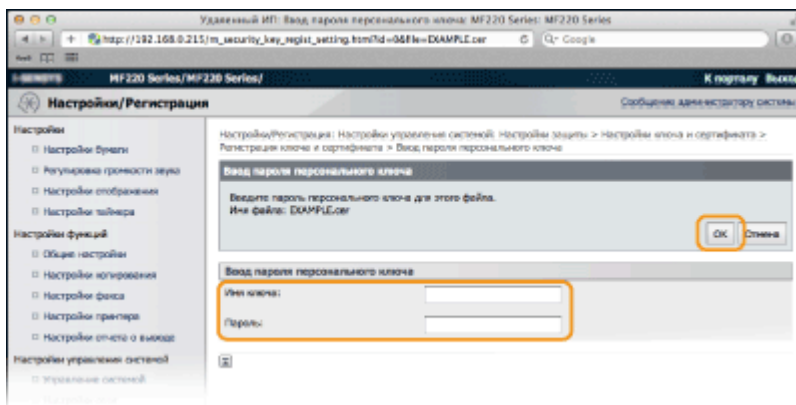 Удаленный ИП: Ввод пароля персонального ключа: MF220 Series: MF220 Series
http://192.168.0.215/m_security_key_regist_setting.html?id=0&file=EXAMPLE.cer
Google
MF220 Series/MF220 Series/
К порталу
Настройки/Регистрация
Сообщение администратору системы
Настройки
Настройки/Регистрация: Настройки управления системой: Настройки защиты > Настройки ключа и сертификата >
Настройки бумаги
Регистрация ключа и сертификата > Ввод пароля персонального ключа
Регулировка громкости звука
Ввод пароля персонального ключа
Настройки отображения
Введите пароль персонального ключа для этого файла.
Настройки таймера
Имя файла: EXAMPLE.cer
Настройки функций
OK
Отмена
Общие настройки
Настройки копирования
Ввод пароля персонального ключа
Настройки факса
Имя ключа:
Настройки принтера
Пароль:
Настройки отчета о выводе
Настройки управления системой
Управление системой